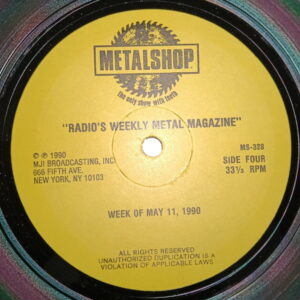 METALSHOP
the only show with teeth
"RADIO'S WEEKLY METAL MAGAZINE"
© ℗ 1990
MJI BROADCASTING, INC.
666 FIFTH AVE.
NEW YORK, NY 10103
MS-328
SIDE FOUR
33⅓ RPM
WEEK OF MAY 11, 1990
ALL RIGHTS RESERVED
UNAUTHORIZED DUPLICATION IS A
VIOLATION OF APPLICABLE LAWS